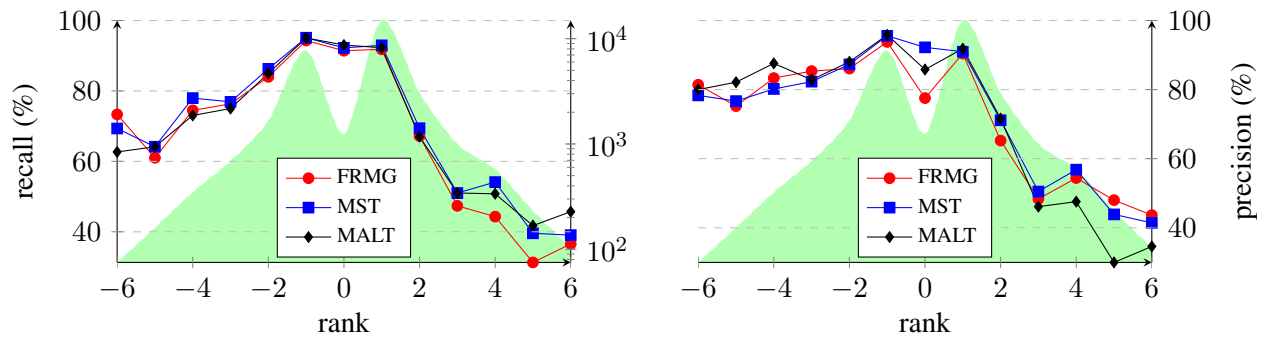 100
80
60
40
recall (%)
10⁴
10³
10²
FRMG
MST
MALT
−6 −4 −2 0 2 4 6
rank
100
80
60
40
precision (%)
FRMG
MST
MALT
−6 −4 −2 0 2 4 6
rank